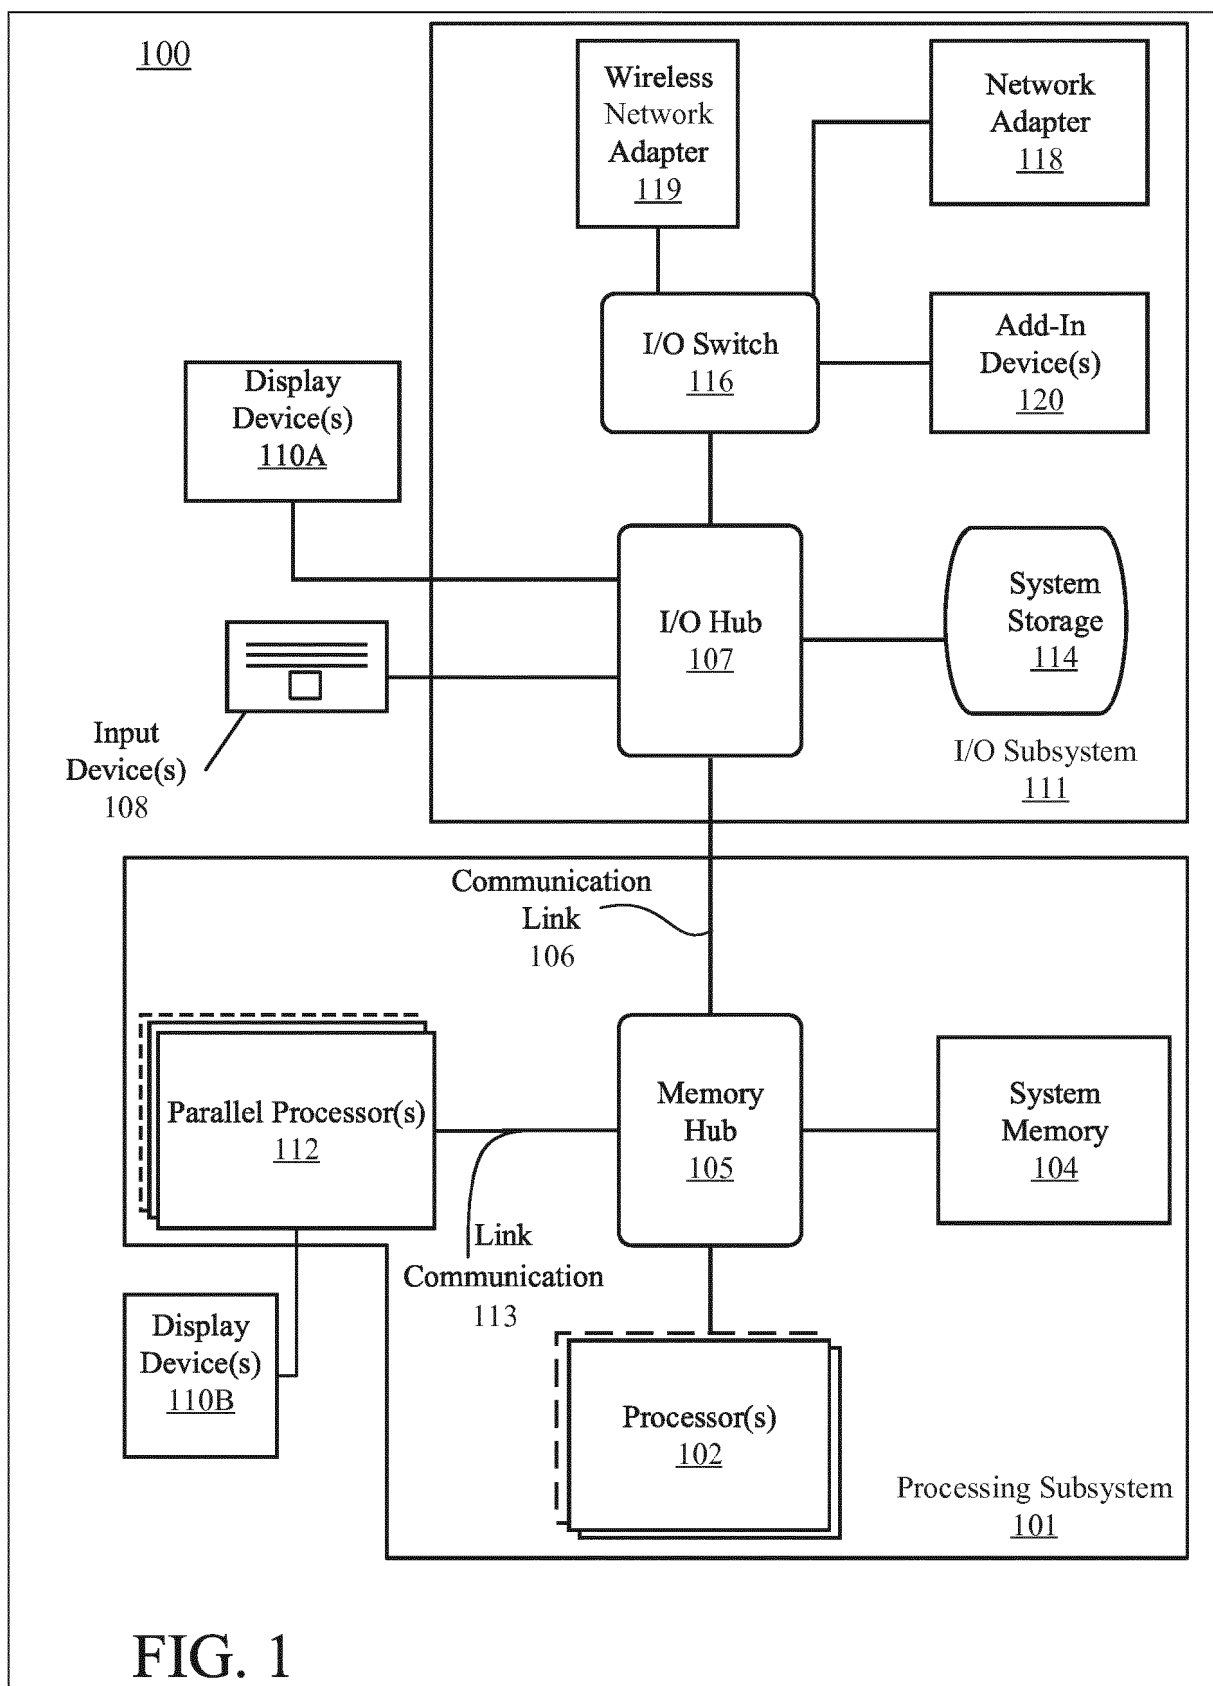 100
Wireless
Network
Adapter
119
Network
Adapter
118
I/O Switch
116
Add-In
Device(s)
120
Display
Device(s)
110A
I/O Hub
107
System
Storage
114
Input
Device(s)
108
I/O Subsystem
111
Communication
Link
106
Parallel Processor(s)
112
Memory
Hub
105
System
Memory
104
Link
Communication
113
Display
Device(s)
110B
Processor(s)
102
Processing Subsystem
101
FIG. 1